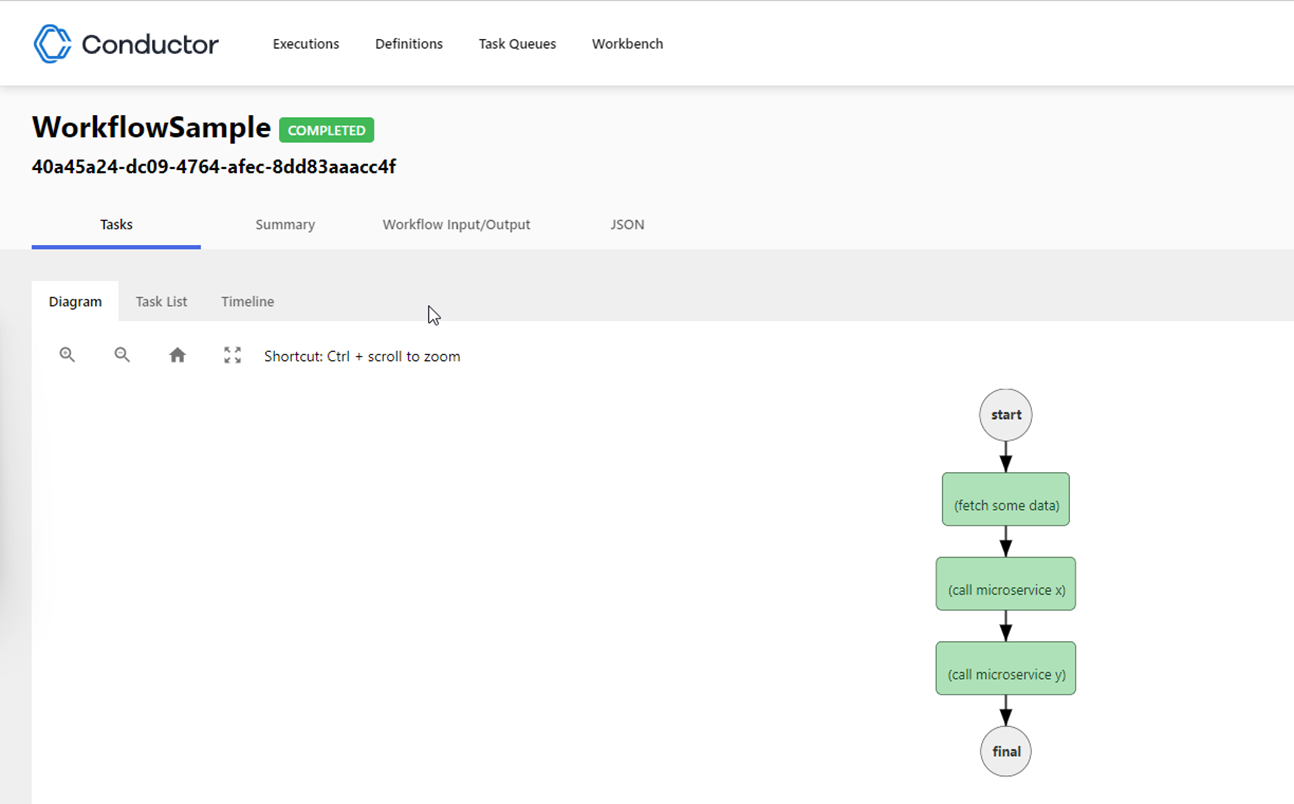 Conductor Executions Definitions Task Queues Workbench
WorkflowSample COMPLETED
40a45a24-dc09-4764-afec-8dd83aaacc4f
Tasks Summary Workflow Input/Output JSON
Diagram Task List Timeline
Shortcut: Ctrl + scroll to zoom
start
(fetch some data)
(call microservice x)
(call microservice y)
final